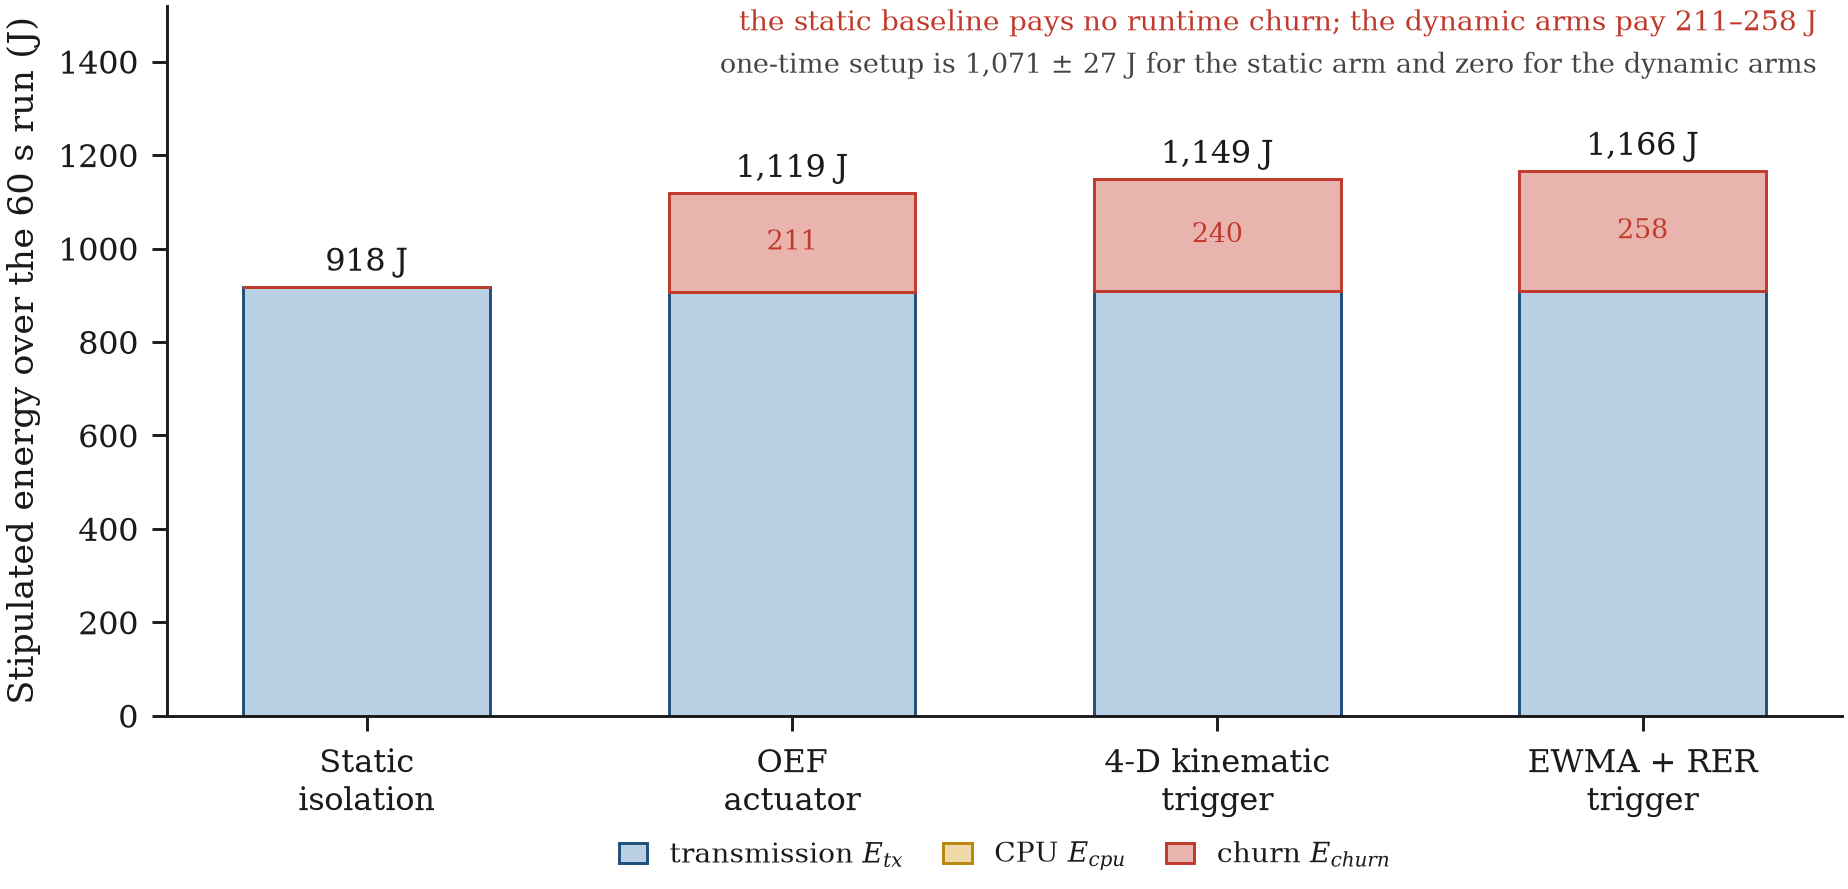 the static baseline pays no runtime churn; the dynamic arms pay 211–258 J
one-time setup is 1,071 ± 27 J for the static arm and zero for the dynamic arms
Stipulated energy over the 60 s run (J)
1400
1200
1000
800
600
400
200
0
918 J
1,119 J
211
1,149 J
240
1,166 J
258
Static
isolation
OEF
actuator
4-D kinematic
trigger
EWMA + RER
trigger
transmission E_tx
CPU E_cpu
churn E_churn